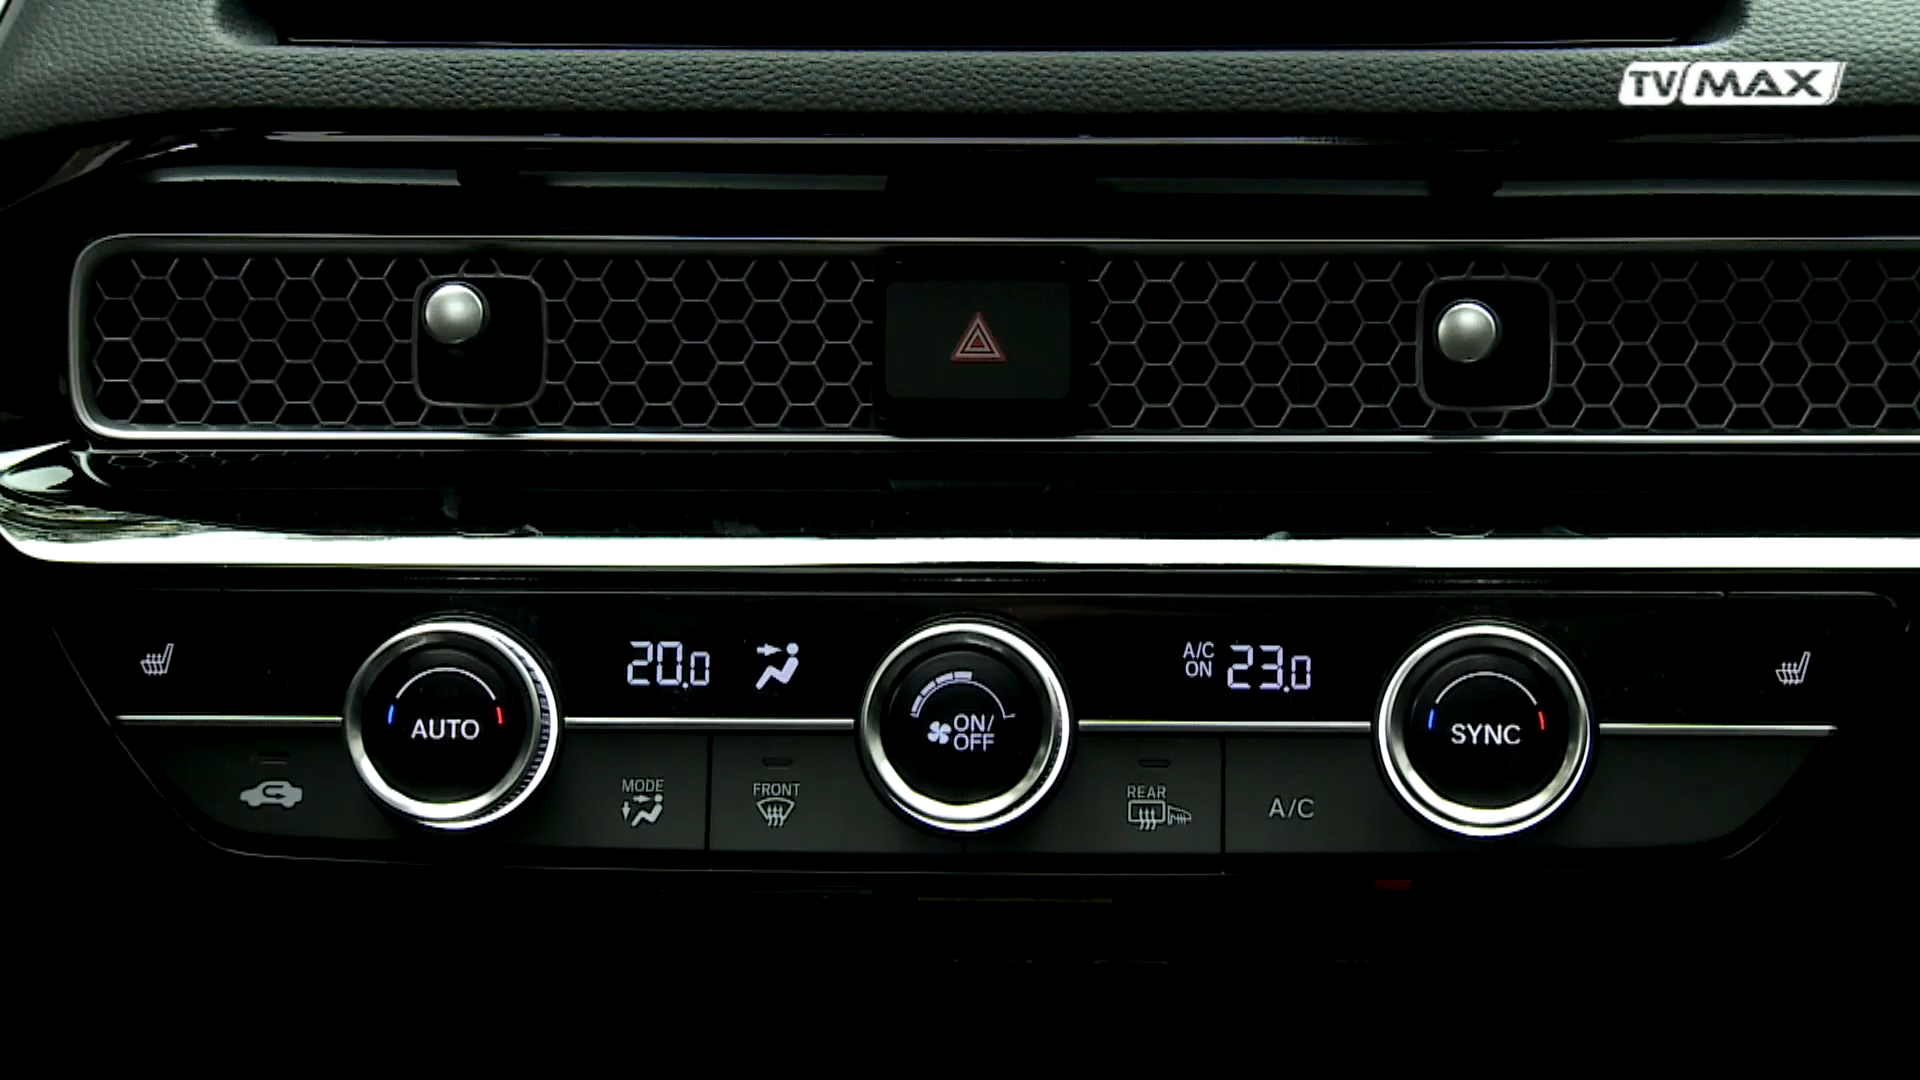 TV MAX
20.0
A/C
ON
23.0
AUTO
ON/
OFF
SYNC
MODE
FRONT
REAR
A/C